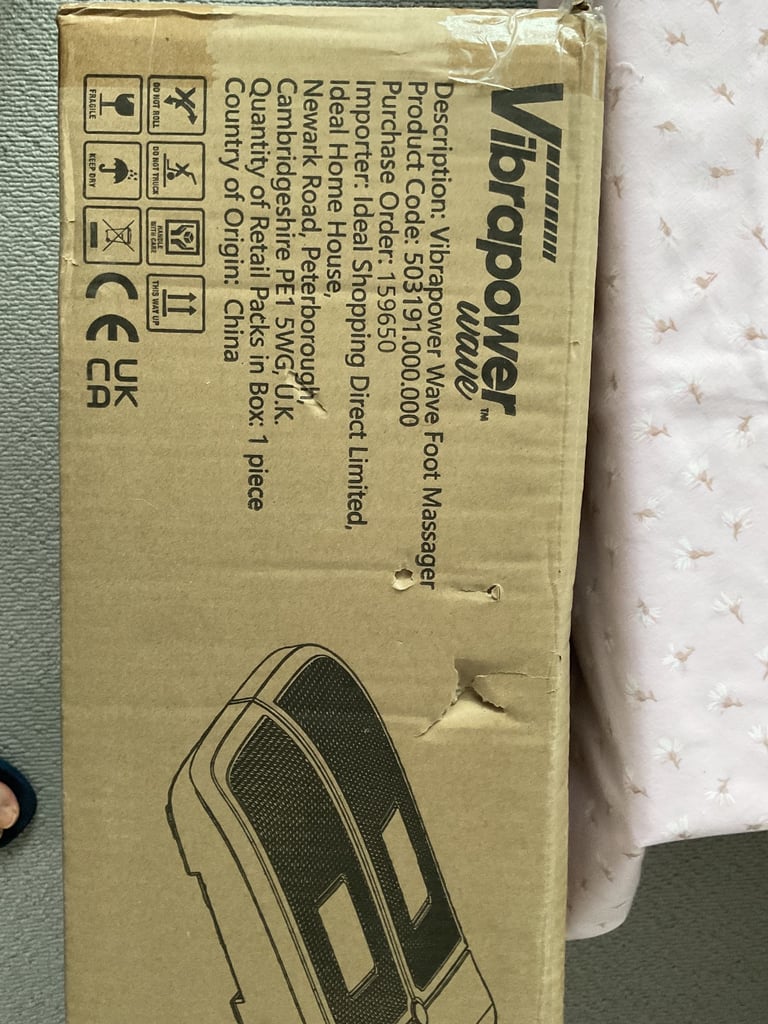 Vibrapower
wave™
Description: Vibrapower Wave Foot Massager
Product Code: 503191.000.000
Purchase Order: 159650
Importer: Ideal Shopping Direct Limited,
Ideal Home House,
Newark Road, Peterborough,
Cambridgeshire PE1 5WG, U.K.
Quantity of Retail Packs in Box: 1 piece
Country of Origin: China
DO NOT ROLL
DO NOT TRUCK
HANDLE
WITH CARE
THIS WAY UP
FRAGILE
KEEP DRY
CE
UK
CA